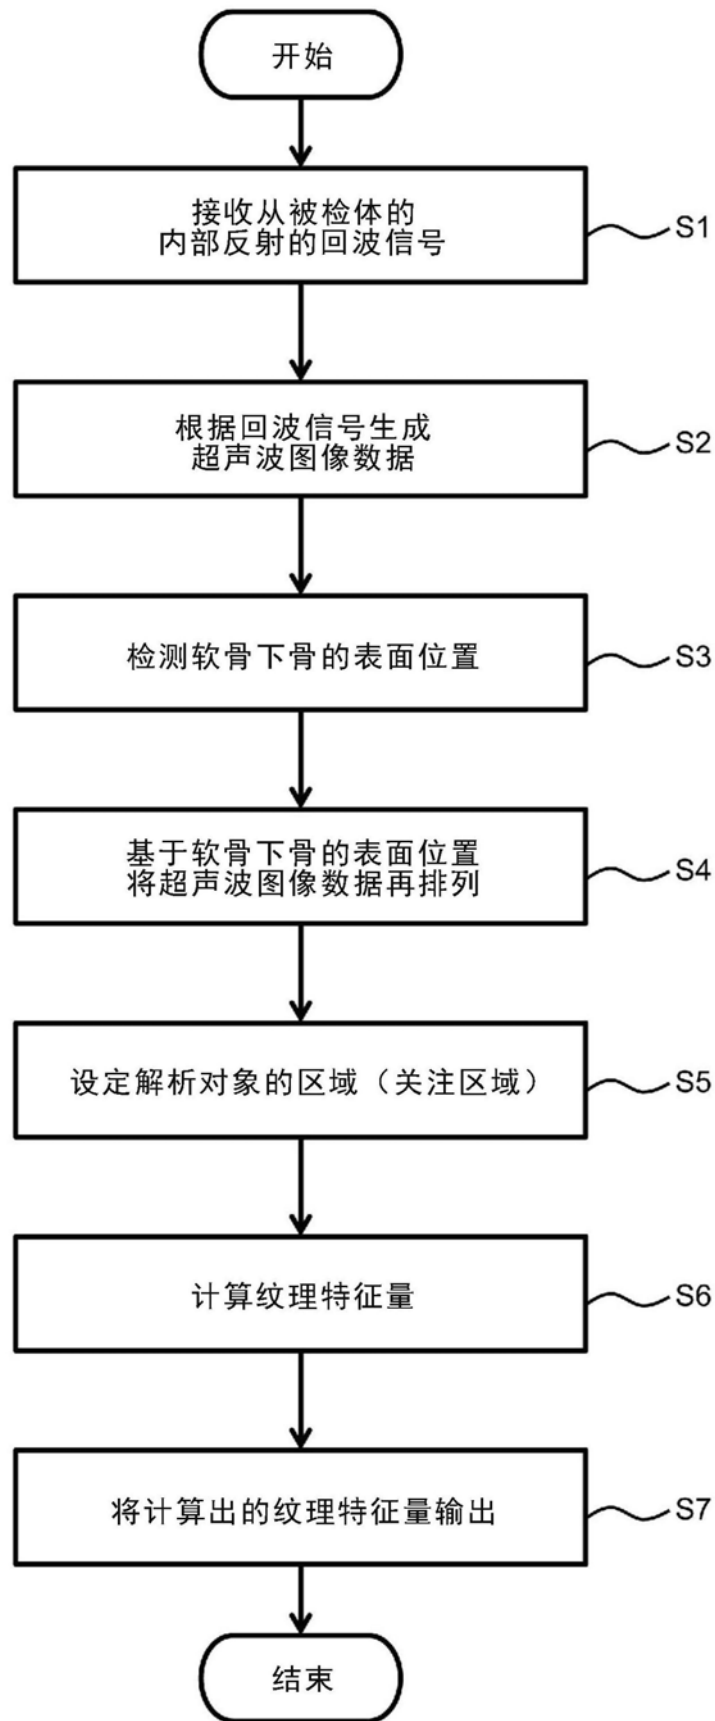 开始
接收从被检体的
内部反射的回波信号
S1
根据回波信号生成
超声波图像数据
S2
检测软骨下骨的表面位置
S3
基于软骨下骨的表面位置
将超声波图像数据再排列
S4
设定解析对象的区域（关注区域）
S5
计算纹理特征量
S6
将计算出的纹理特征量输出
S7
结束